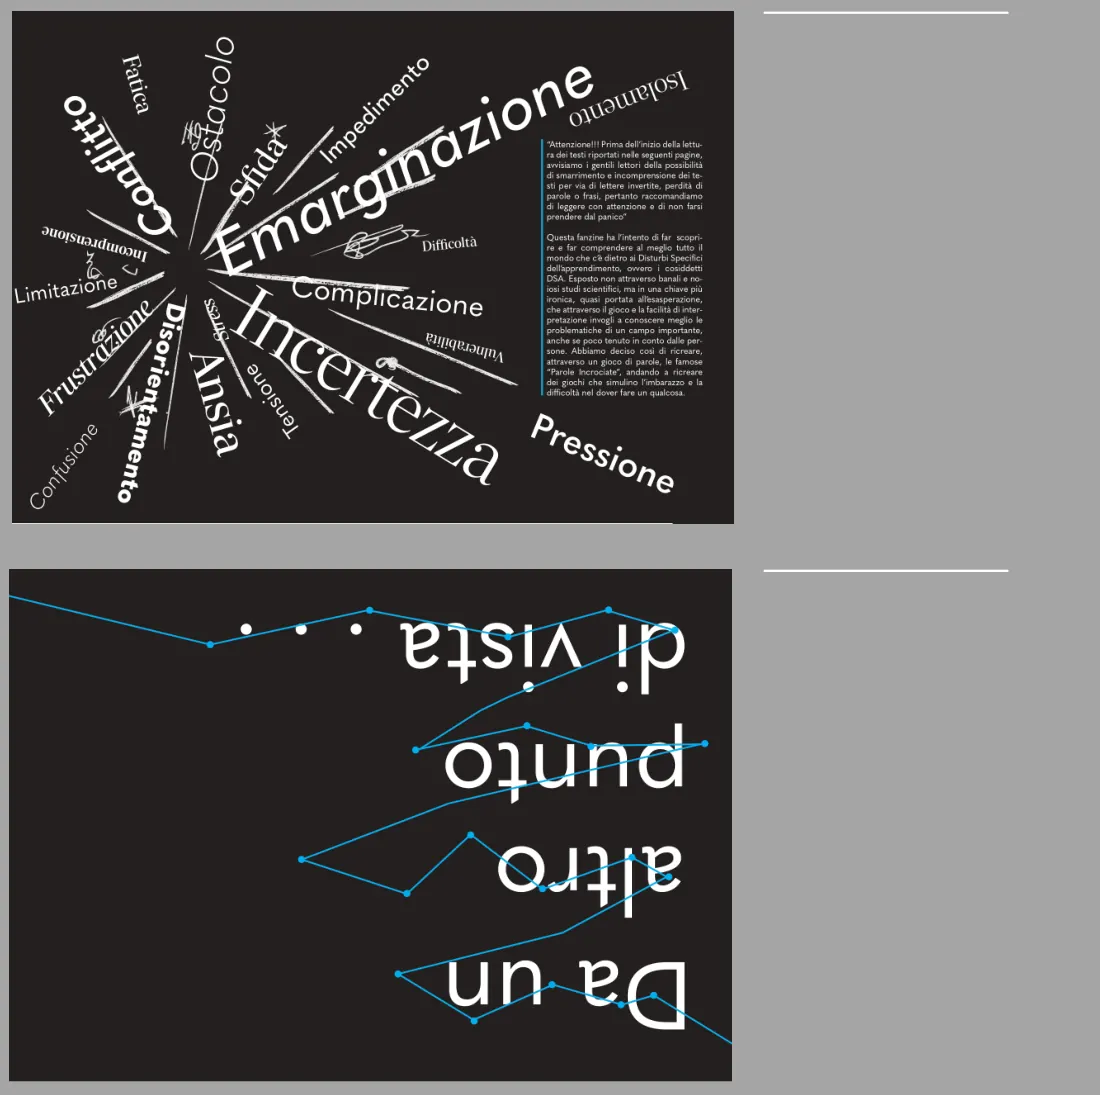 Fatica
Ostacolo
Conflitto
Sfida
Impedimento
Emarginazione
Isolamento
Incomprensione
Difficoltà
Limitazione
Complicazione
Frustrazione
Disorientamento
Stress
Incertezza
Vulnerabilità
Ansia
Tensione
Confusione
Pressione
“Attenzione!!! Prima dell’inizio della lettu-
ra dei testi riportati nelle seguenti pagine,
avvisiamo i gentili lettori della possibilità
di smarrimento e incomprensione dei te-
sti per via di lettere invertite, perdità di
parole o frasi, pertanto raccomandiamo
di leggere con attenzione e di non farsi
prendere dal panico”
Questa fanzine ha l’intento di far scopri-
re e far comprendere al meglio tutto il
mondo che c’è dietro ai Disturbi Specifici
dell’apprendimento, ovvero i cosiddetti
DSA. Esposto non attraverso banali e no-
iosi studi scientifici, ma in una chiave più
ironica, quasi portata all’esasperazione,
che attraverso il gioco e la facilità di inter-
pretazione invogli a conoscere meglio le
problematiche di un campo importante,
anche se poco tenuto in conto dalle per-
sone. Abbiamo deciso così di ricreare,
attraverso un gioco di parole, le famose
“Parole Incrociate”, andando a ricreare
dei giochi che simulino l’imbarazzo e la
difficoltà nel dover fare un qualcosa.
Da un
altro
punto
di vista . . .